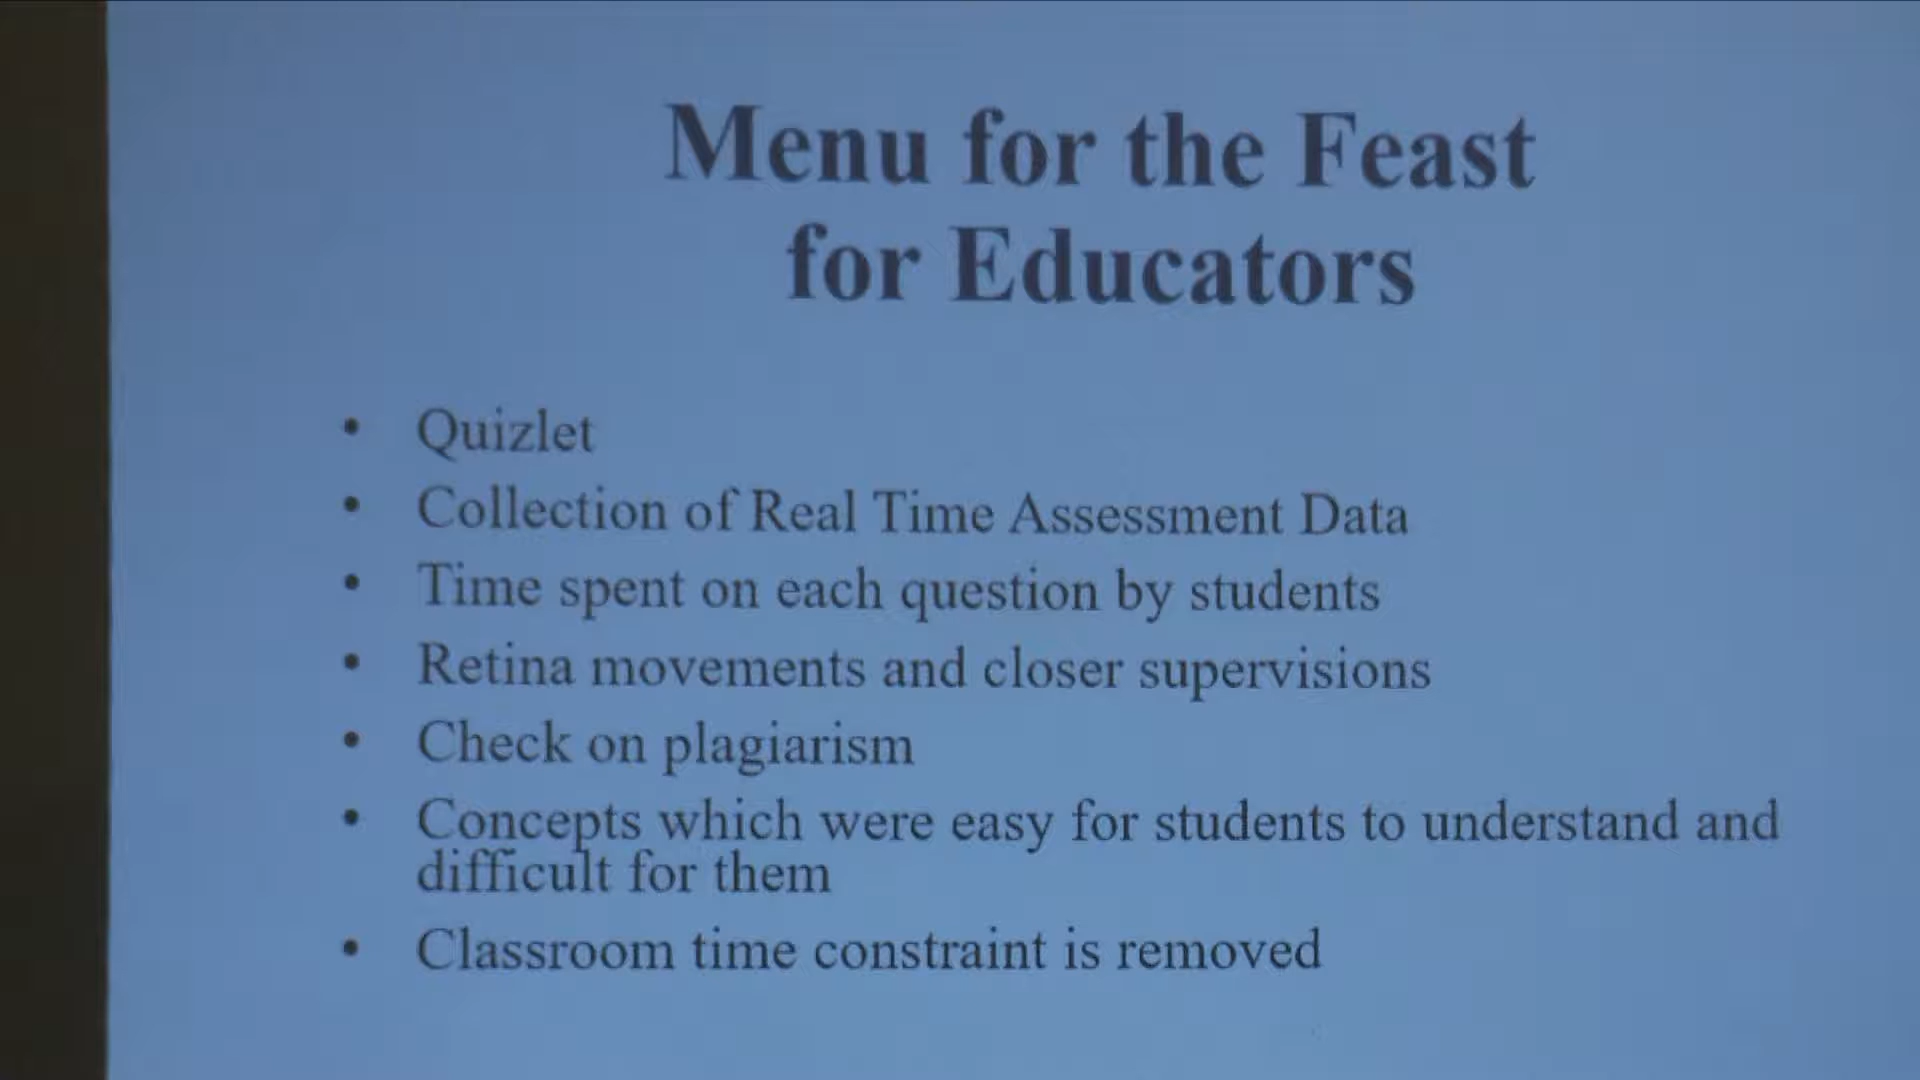 Menu for the Feast
for Educators
• Quizlet
• Collection of Real Time Assessment Data
• Time spent on each question by students
• Retina movements and closer supervisions
• Check on plagiarism
• Concepts which were easy for students to understand and
difficult for them
• Classroom time constraint is removed